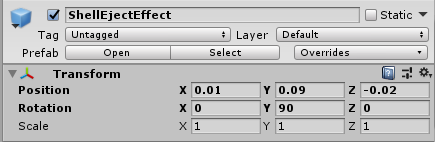 ShellEjectEffect Static
Tag Untagged Layer Default
Prefab Open Select Overrides
Transform
Position X 0.01 Y 0.09 Z -0.02
Rotation X 0 Y 90 Z 0
Scale X 1 Y 1 Z 1